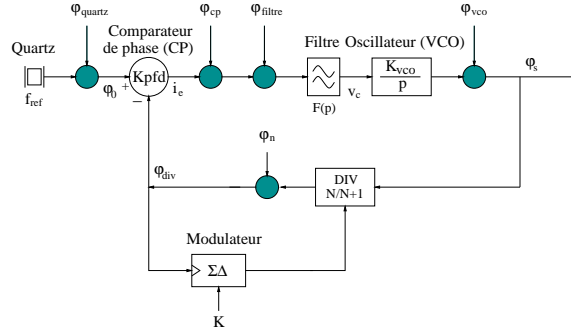 φquartz
φcp
φfiltre
φvco
Quartz
Comparateur
de phase (CP)
Filtre Oscillateur (VCO)
Kpfd
fref
φ0
+
−
ie
F(p)
vc
Kvco
p
φs
φn
φdiv
DIV
N/N+1
Modulateur
ΣΔ
K